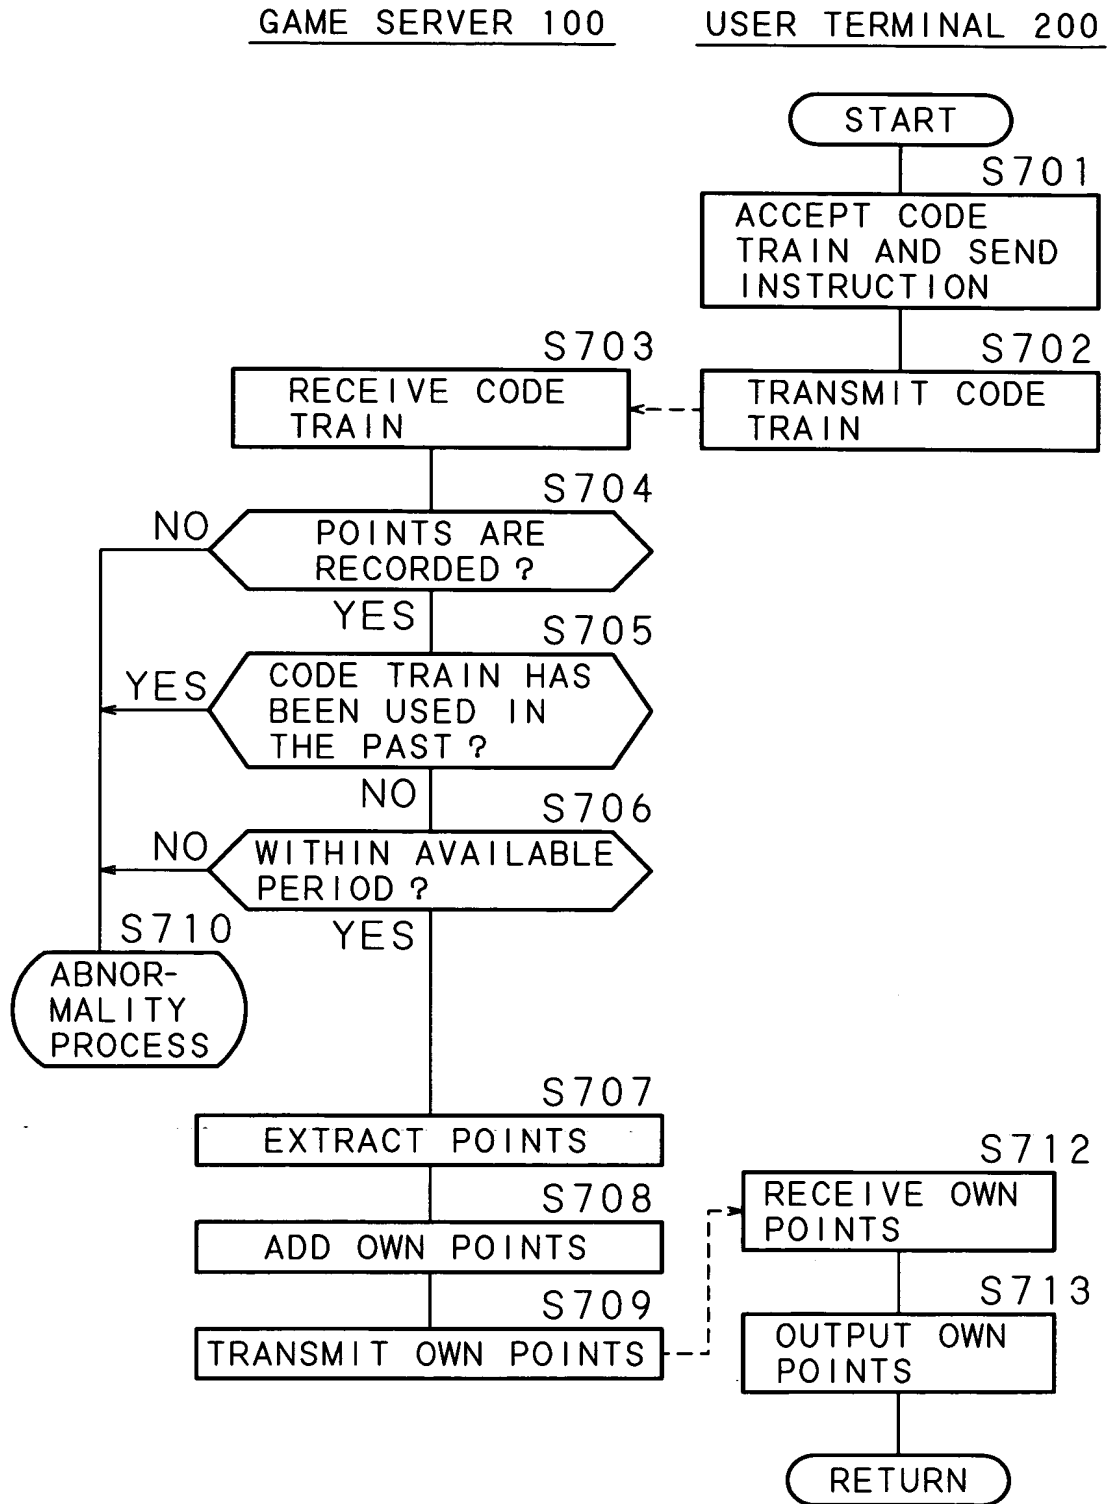 GAME SERVER 100
USER TERMINAL 200
START
S701
ACCEPT CODE
TRAIN AND SEND
INSTRUCTION
S702
TRANSMIT CODE
TRAIN
S703
RECEIVE CODE
TRAIN
S704
POINTS ARE
RECORDED ?
NO
YES
S705
CODE TRAIN HAS
BEEN USED IN
THE PAST ?
YES
NO
S706
WITHIN AVAILABLE
PERIOD ?
NO
YES
S710
ABNOR-
MALITY
PROCESS
S707
EXTRACT POINTS
S708
ADD OWN POINTS
S709
TRANSMIT OWN POINTS
S712
RECEIVE OWN
POINTS
S713
OUTPUT OWN
POINTS
RETURN